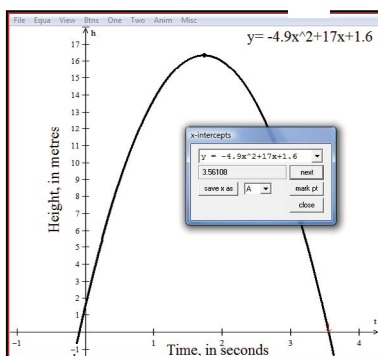 File Equa View Btns One Two Anim Misc
h
y= -4.9x^2+17x+1.6
17
16
15
14
13
12
11
10
9
8
7
6
5
4
3
2
1
-1
Height, in metres
x-intercepts
y = -4.9x^2+17x+1.6
3.56108 next
save x as A mark pt
close
t
-1 1 2 3 4
Time, in seconds